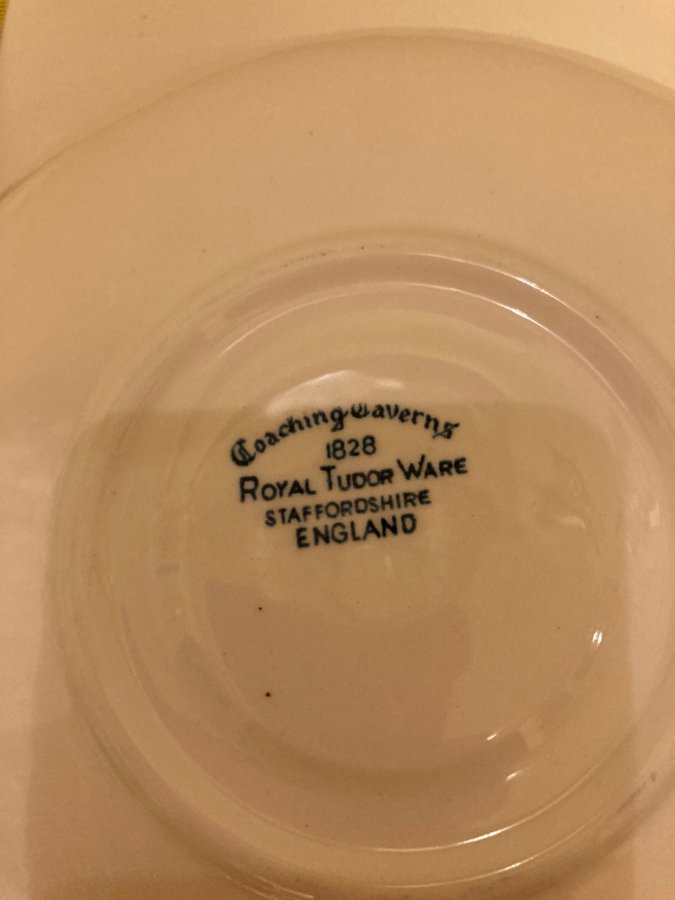 Coaching Taverns
1828
ROYAL TUDOR WARE
STAFFORDSHIRE
ENGLAND